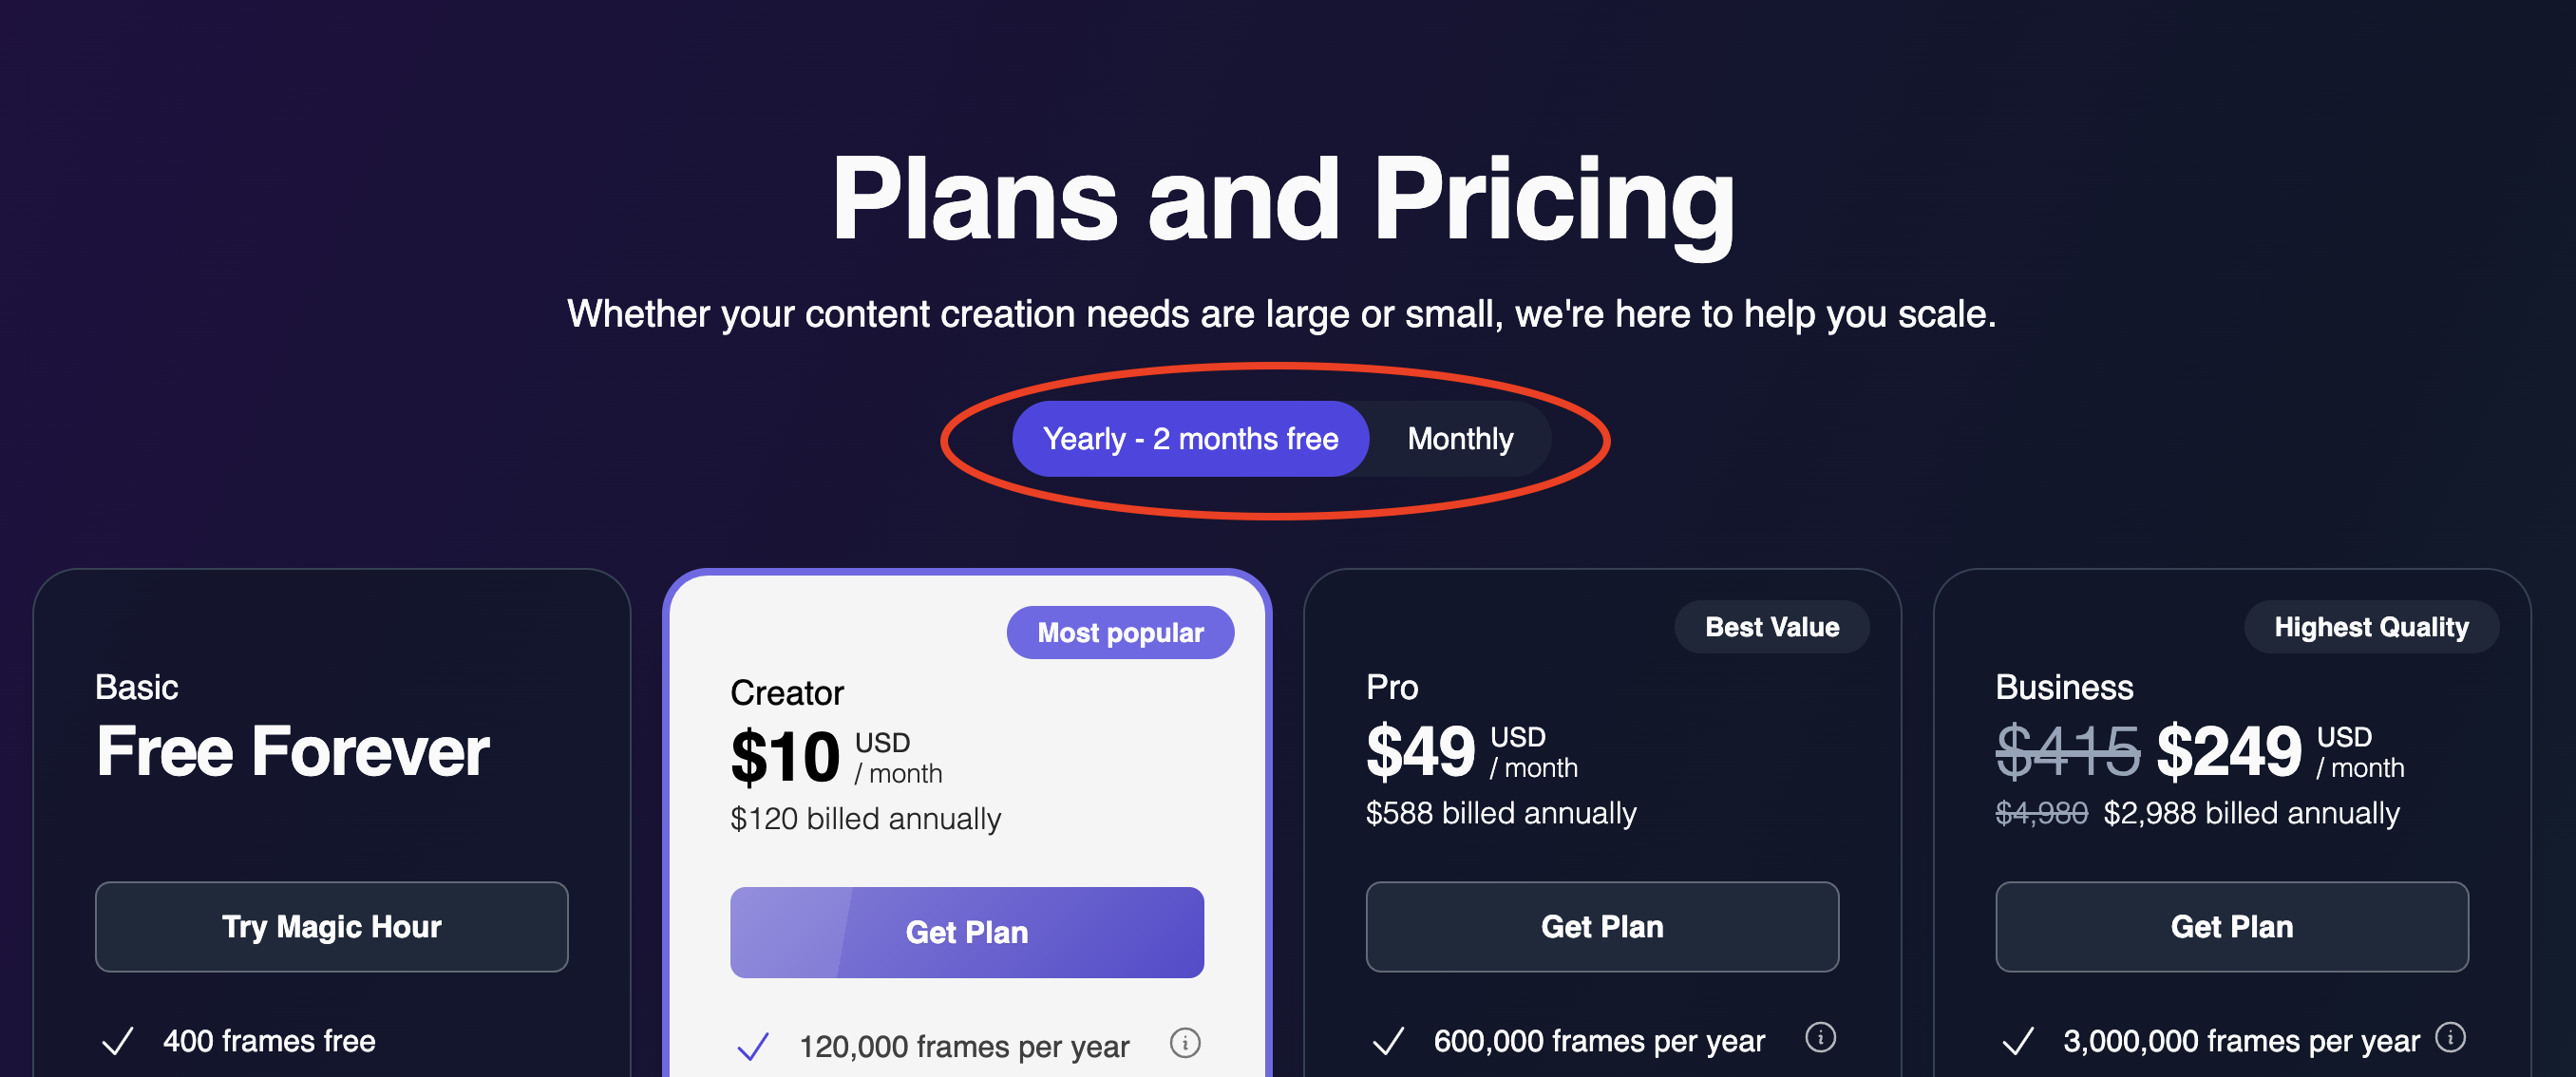 Plans and Pricing
Whether your content creation needs are large or small, we're here to help you scale.
Yearly - 2 months free
Monthly
Basic
Free Forever
Try Magic Hour
400 frames free
Most popular
Creator
$10 USD / month
$120 billed annually
Get Plan
120,000 frames per year
Best Value
Pro
$49 USD / month
$588 billed annually
Get Plan
600,000 frames per year
Highest Quality
Business
$415 $249 USD / month
$4,980 $2,988 billed annually
Get Plan
3,000,000 frames per year